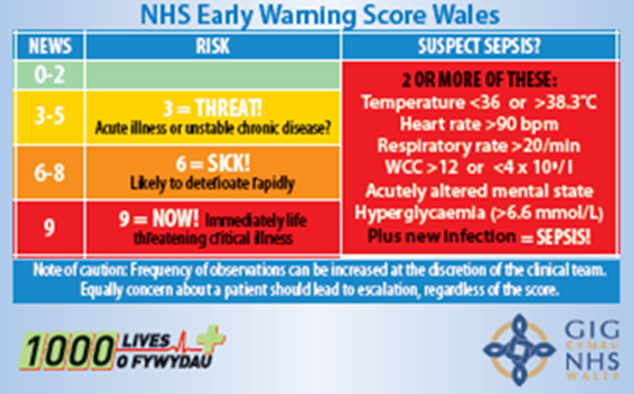 NHS Early Warning Score Wales
NEWS RISK SUSPECT SEPSIS?
0-2
3-5
3 = THREAT!
Acute illness or unstable chronic disease?
6-8
6 = SICK!
Likely to deteifoate rapidly
9
9 = NOW! Immediately life
threatening critical illness
2 OR MORE OF THESE:
Temperature <36 or >38.3°C
Heart rate >90 bpm
Respiratory rate >20/min
WCC >12 or <4 x 10⁹/l
Acutely altered mental state
Hyperglycaemia (>6.6 mmol/L)
Plus new infection = SEPSIS!
Note of caution: Frequency of observations can be increased at the discretion of the clinical team.
Equally concern about a patient should lead to escalation, regardless of the score.
1000 LIVES
O FYWYDAU
GIG
CYMRU
NHS
WALES